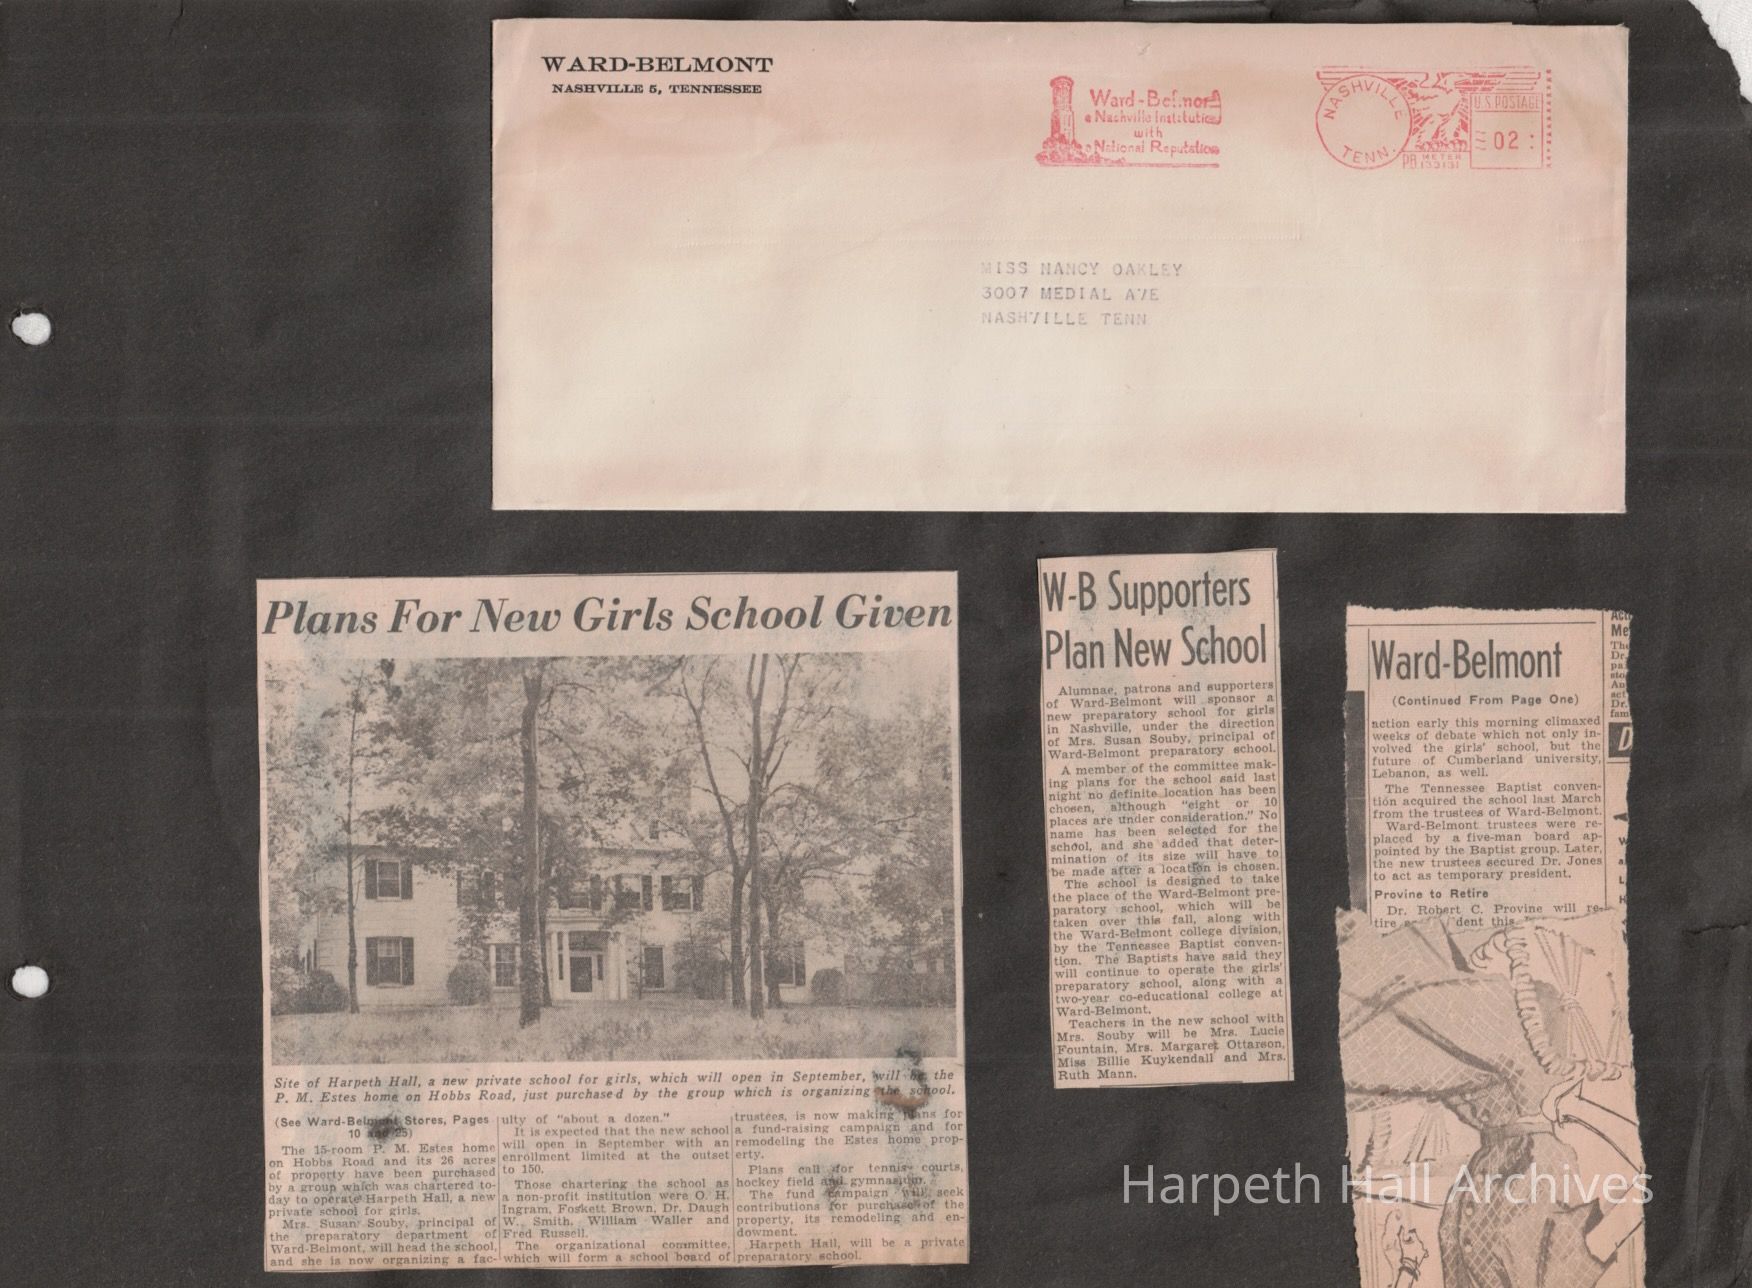 WARD-BELMONT
NASHVILLE 5, TENNESSEE
Ward-Belmont
a Nashville Institution
with
a National Reputation
NASHVILLE
TENN.
U.S. POSTAGE
02
P.B. METER
133131
MISS NANCY OAKLEY
3007 MEDIAL AVE
NASHVILLE TENN
Plans For New Girls School Given
Site of Harpeth Hall, a new private school for girls, which will open in September, will be the
P. M. Estes home on Hobbs Road, just purchased by the group which is organizing the school.
(See Ward-Belmont Stores, Pages
10 and 25)
The 15-room P. M. Estes home
on Hobbs Road and its 26 acres
of property have been purchased
by a group which was chartered to-
day to operate Harpeth Hall, a new
private school for girls.
Mrs. Susan Souby, principal of
the preparatory department of
Ward-Belmont, will head the school,
and she is now organizing a fac-
ulty of "about a dozen."
It is expected that the new school
will open in September with an
enrollment limited at the outset
to 150.
Those chartering the school as
a non-profit institution were O. H.
Ingram, Foskett Brown, Dr. Daugh
W. Smith, William Waller and
Fred Russell.
The organizational committee,
which will form a school board of
trustees, is now making plans for
a fund-raising campaign and for
remodeling the Estes home prop-
erty.
Plans call for tennis courts,
hockey field and gymnasium.
The fund campaign will seek
contributions for purchase of the
property, its remodeling and en-
dowment.
Harpeth Hall, will be a private
preparatory school.
W-B Supporters
Plan New School
Alumnae, patrons and supporters
of Ward-Belmont will sponsor a
new preparatory school for girls
in Nashville, under the direction
of Mrs. Susan Souby, principal of
Ward-Belmont preparatory school.
A member of the committee mak-
ing plans for the school said last
night no definite location has been
chosen, although "eight or 10
places are under consideration." No
name has been selected for the
school, and she added that deter-
mination of its size will have to
be made after a location is chosen.
The school is designed to take
the place of the Ward-Belmont pre-
paratory school, which will be
taken over this fall, along with
the Ward-Belmont college division,
by the Tennessee Baptist conven-
tion. The Baptists have said they
will continue to operate the girls'
preparatory school, along with a
two-year co-educational college at
Ward-Belmont.
Teachers in the new school with
Mrs. Souby will be Mrs. Lucie
Fountain, Mrs. Margaret Ottarson,
Miss Billie Kuykendall and Mrs.
Ruth Mann.
Ward-Belmont
(Continued From Page One)
action early this morning climaxed
weeks of debate which not only in-
volved the girls' school, but the
future of Cumberland university,
Lebanon, as well.
The Tennessee Baptist conven-
tion acquired the school last March
from the trustees of Ward-Belmont.
Ward-Belmont trustees were re-
placed by a five-man board ap-
pointed by the Baptist group. Later,
the new trustees secured Dr. Jones
to act as temporary president.
Provine to Retire
Dr. Robert C. Provine will re-
tire dent this
Harpeth Hall Archives